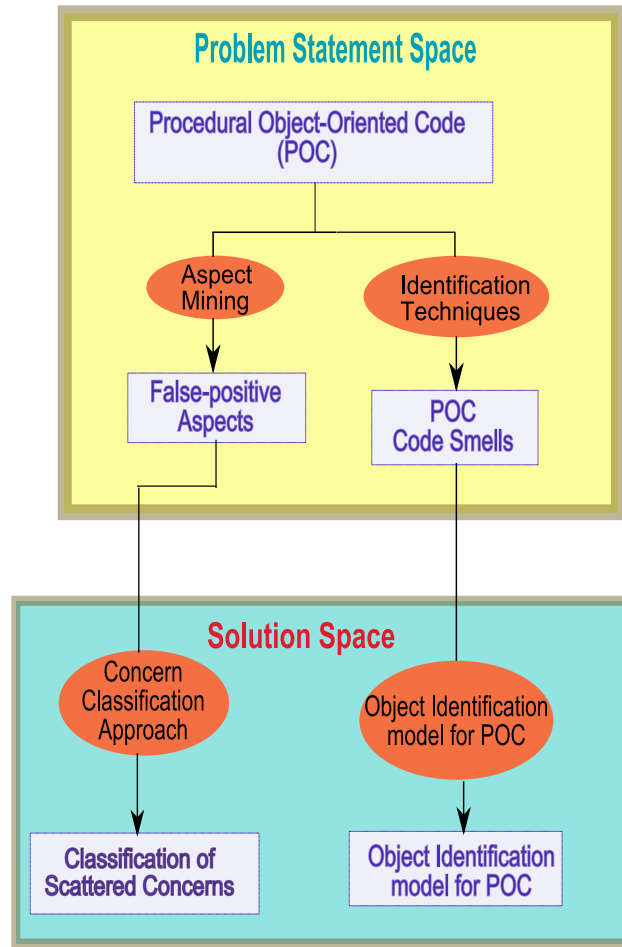 Problem Statement Space
Procedural Object-Oriented Code
(POC)
Aspect
Mining
Identification
Techniques
False-positive
Aspects
POC
Code Smells
Solution Space
Concern
Classification
Approach
Object Identification
model for POC
Classification of
Scattered Concerns
Object Identification
model for POC